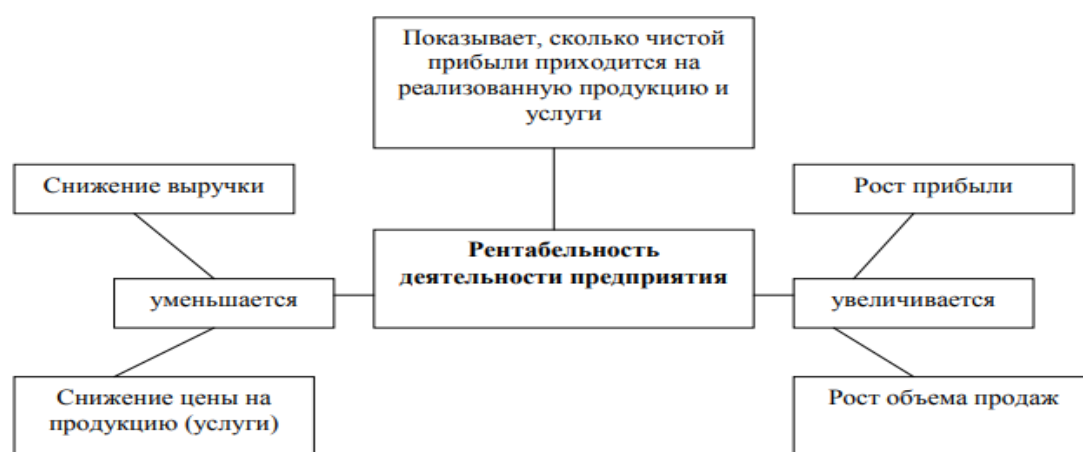 Показывает, сколько чистой
прибыли приходится на
реализованную продукцию и
услуги
Снижение выручки
Рост прибыли
Рентабельность
деятельности предприятия
уменьшается
увеличивается
Снижение цены на
продукцию (услуги)
Рост объема продаж